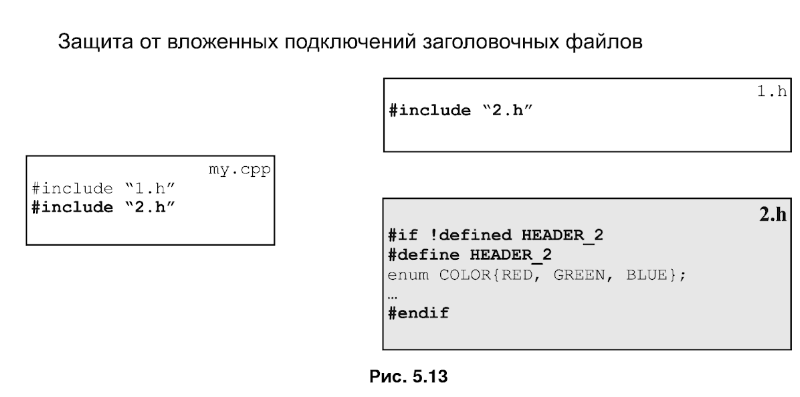 Защита от вложенных подключений заголовочных файлов
1.h
#include “2.h”
my.cpp
#include “1.h”
#include “2.h”
2.h
#if !defined HEADER_2
#define HEADER_2
enum COLOR{RED, GREEN, BLUE};
…
#endif
Рис. 5.13